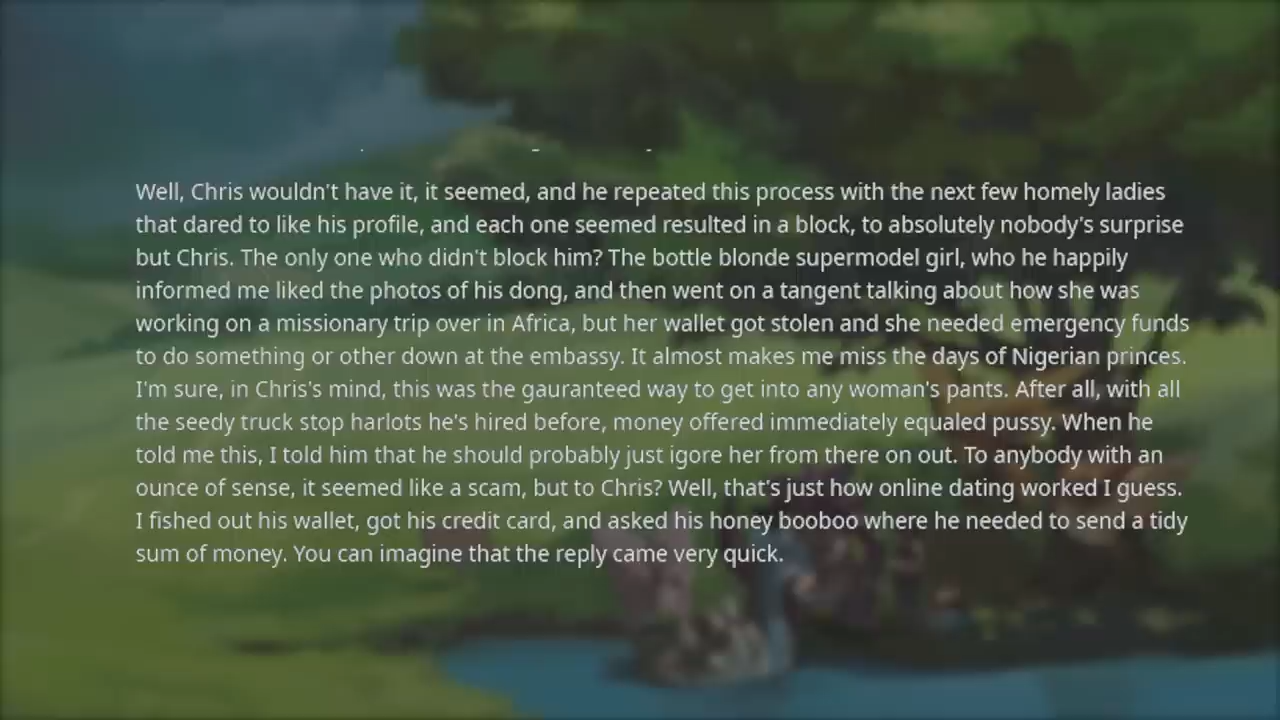 Well, Chris wouldn't have it, it seemed, and he repeated this process with the next few homely ladies
that dared to like his profile, and each one seemed resulted in a block, to absolutely nobody's surprise
but Chris. The only one who didn't block him? The bottle blonde supermodel girl, who he happily
informed me liked the photos of his dong, and then went on a tangent talking about how she was
working on a missionary trip over in Africa, but her wallet got stolen and she needed emergency funds
to do something or other down at the embassy. It almost makes me miss the days of Nigerian princes.
I'm sure, in Chris's mind, this was the gauranteed way to get into any woman's pants. After all, with all
the seedy truck stop harlots he's hired before, money offered immediately equaled pussy. When he
told me this, I told him that he should probably just igore her from there on out. To anybody with an
ounce of sense, it seemed like a scam, but to Chris? Well, that's just how online dating worked I guess.
I fished out his wallet, got his credit card, and asked his honey booboo where he needed to send a tidy
sum of money. You can imagine that the reply came very quick.